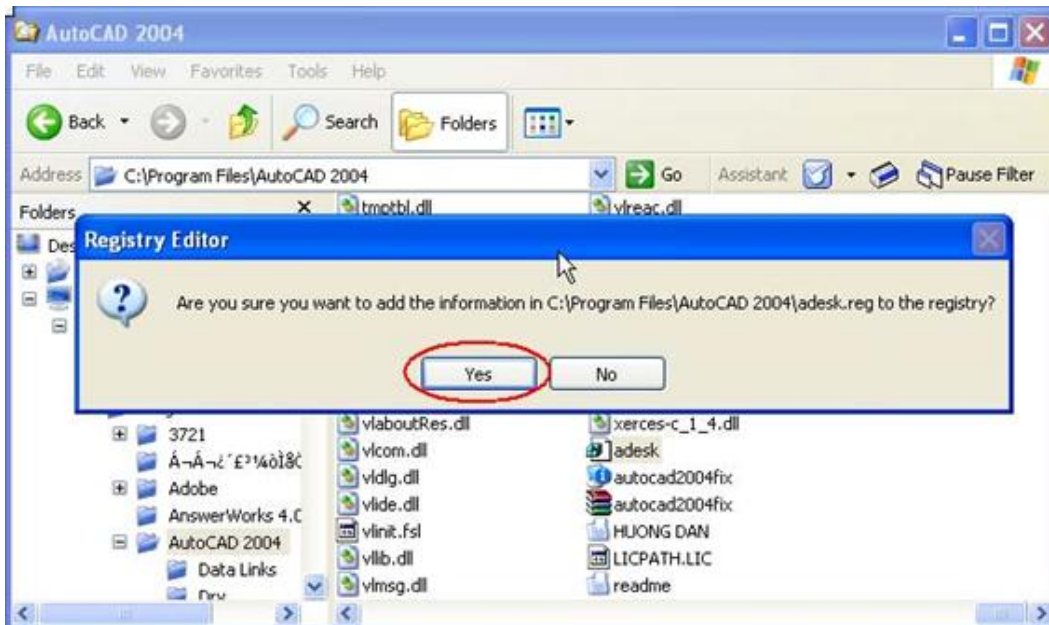 AutoCAD 2004
File Edit View Favorites Tools Help
Back Search Folders
Address C:\Program Files\AutoCAD 2004 Go Assistant Pause Filter
Folders tmptbl.dll vlreac.dll
Des
Registry Editor
Are you sure you want to add the information in C:\Program Files\AutoCAD 2004\adesk.reg to the registry?
Yes No
vlaboutRes.dll xerces-c_1_4.dll
3721 vlcom.dll adesk
vldlg.dll autocad2004fix
Adobe vlide.dll autocad2004fix
AnswerWorks 4.0 vlinit.fsl HUONG DAN
AutoCAD 2004 vllib.dll LICPATH.LIC
Data Links vlmsg.dll readme